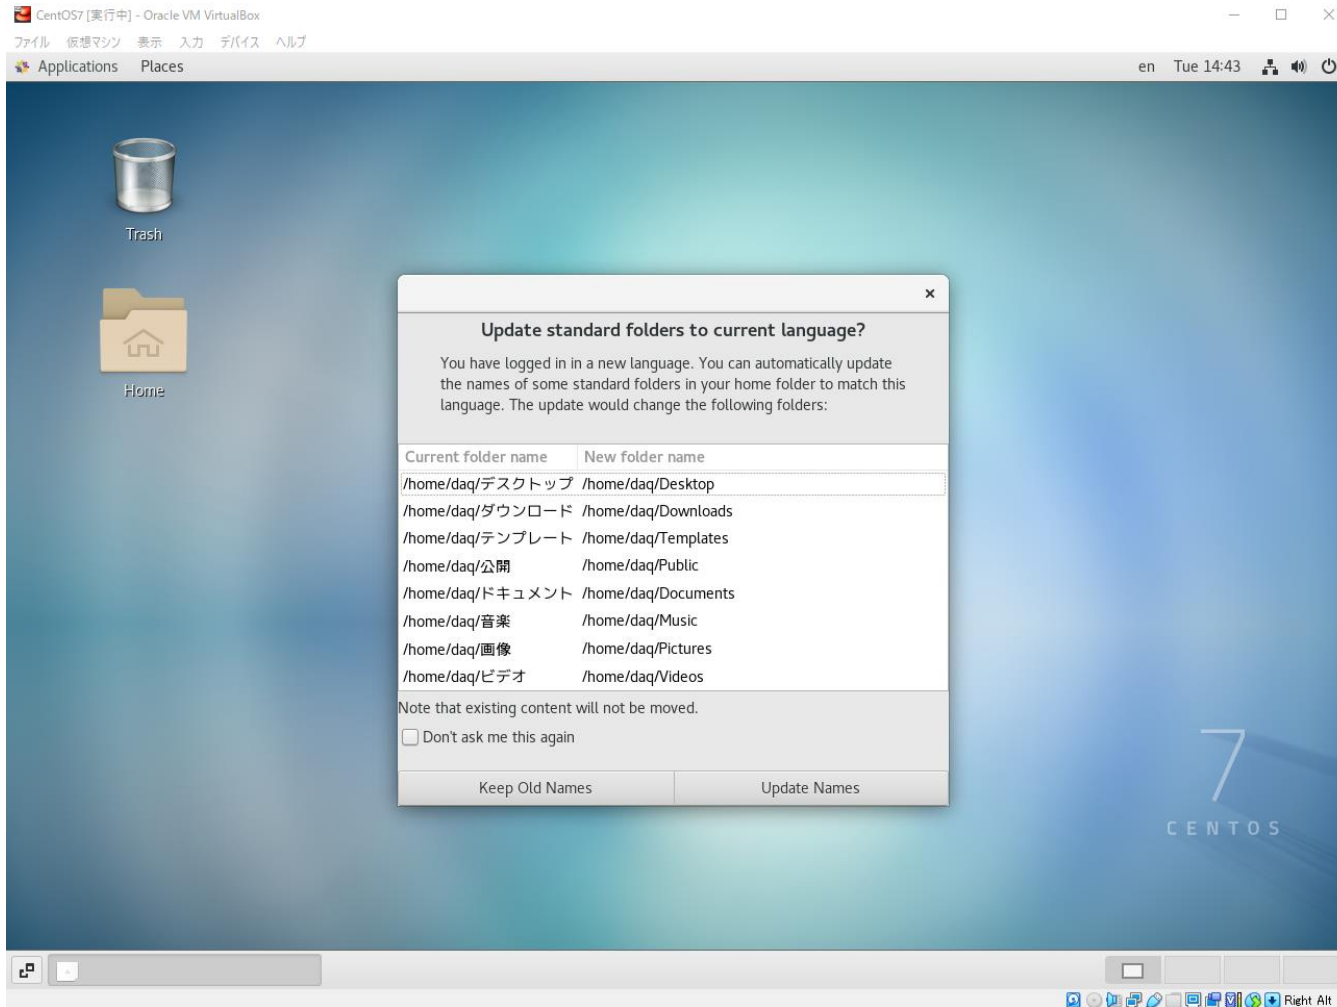 CentOS7 [実行中] - Oracle VM VirtualBox
ファイル 仮想マシン 表示 入力 デバイス ヘルプ
Applications Places en Tue 14:43
Trash
Home
Update standard folders to current language?
You have logged in in a new language. You can automatically update
the names of some standard folders in your home folder to match this
language. The update would change the following folders:
Current folder name New folder name
/home/daq/デスクトップ /home/daq/Desktop
/home/daq/ダウンロード /home/daq/Downloads
/home/daq/テンプレート /home/daq/Templates
/home/daq/公開 /home/daq/Public
/home/daq/ドキュメント /home/daq/Documents
/home/daq/音楽 /home/daq/Music
/home/daq/画像 /home/daq/Pictures
/home/daq/ビデオ /home/daq/Videos
Note that existing content will not be moved.
Don't ask me this again
Keep Old Names Update Names
7
CENTOS
Right Alt